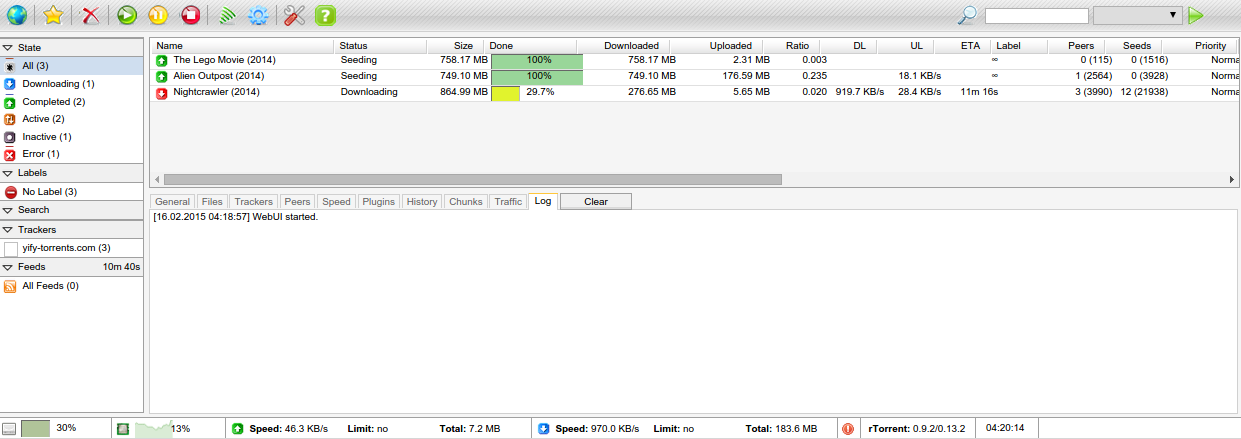 State
All (3)
Downloading (1)
Completed (2)
Active (2)
Inactive (1)
Error (1)
Labels
No Label (3)
Search
Trackers
yify-torrents.com (3)
Feeds 10m 40s
All Feeds (0)
Name Status Size Done Downloaded Uploaded Ratio DL UL ETA Label Peers Seeds Priority
The Lego Movie (2014) Seeding 758.17 MB 100% 758.17 MB 2.31 MB 0.003 ∞ 0 (115) 0 (1516) Norma
Alien Outpost (2014) Seeding 749.10 MB 100% 749.10 MB 176.59 MB 0.235 18.1 KB/s ∞ 1 (2564) 0 (3928) Norma
Nightcrawler (2014) Downloading 864.99 MB 29.7% 276.65 MB 5.65 MB 0.020 919.7 KB/s 28.4 KB/s 11m 16s 3 (3990) 12 (21938) Norma
General Files Trackers Peers Speed Plugins History Chunks Traffic Log Clear
[16.02.2015 04:18:57] WebUI started.
30% 13% Speed: 46.3 KB/s Limit: no Total: 7.2 MB Speed: 970.0 KB/s Limit: no Total: 183.6 MB rTorrent: 0.9.2/0.13.2 04:20:14